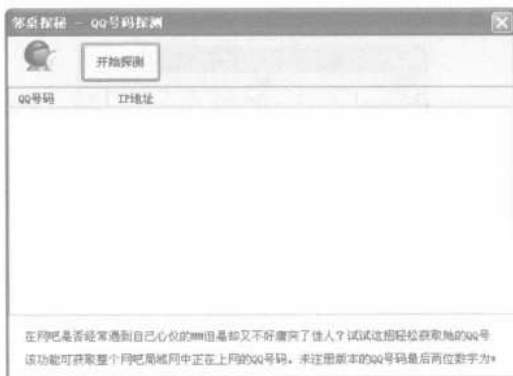 邻桌探秘 - QQ号码探测
开始探测
QQ号码 IP地址
在网吧是否经常遇到自己心仪的mm但是却又不好唐突了佳人？试试这招轻松获取她的QQ号
该功能可获取整个网吧局域网中正在上网的QQ号码，未注册版本的QQ号码最后两位数字为*